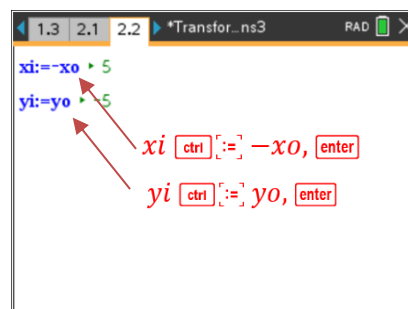 1.3 2.1 2.2 *Transfor...ns3 RAD
xi:=-xo ▸ 5
yi:=yo ▸ -5
xi ctrl [:=] −xo, enter
yi ctrl [:=] yo, enter